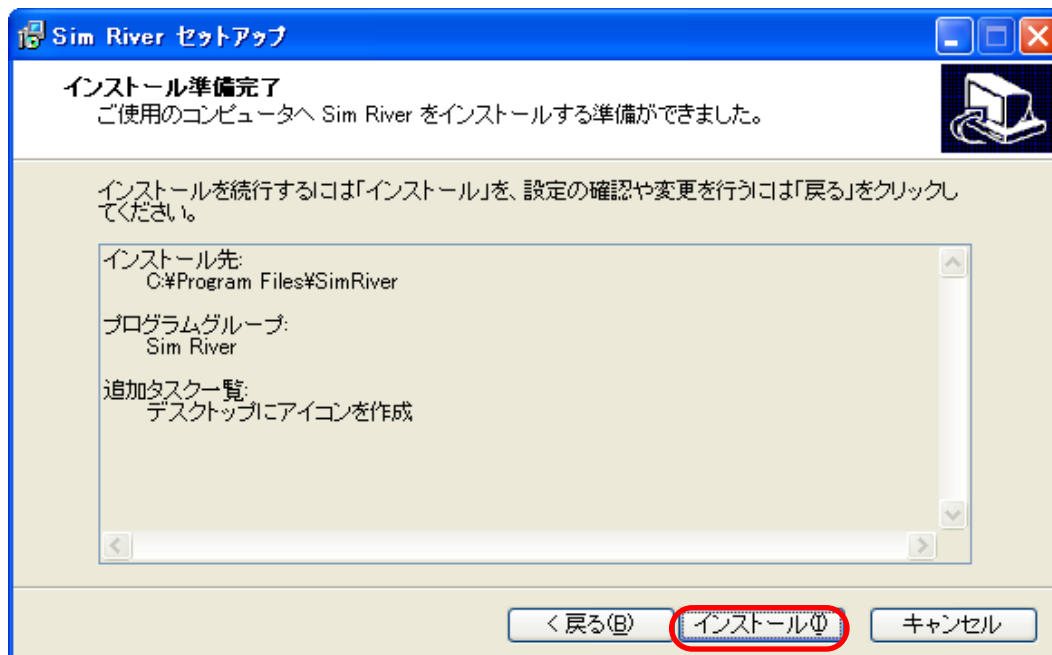 Sim River セットアップ
インストール準備完了
ご使用のコンピュータへ Sim River をインストールする準備ができました。
インストールを続行するには「インストール」を、設定の確認や変更を行うには「戻る」をクリックし
てください。
インストール先:
C:¥Program Files¥SimRiver
プログラムグループ:
Sim River
追加タスク一覧:
デスクトップにアイコンを作成
< 戻る(B)
インストール(I)
キャンセル